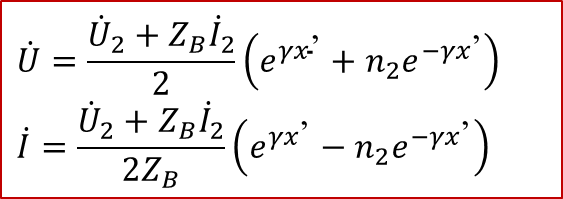 U̇ = (U̇₂ + Z_B İ₂)/2 (e^{γx'} + n₂e^{−γx'})
İ = (U̇₂ + Z_B İ₂)/(2Z_B) (e^{γx'} − n₂e^{−γx'})